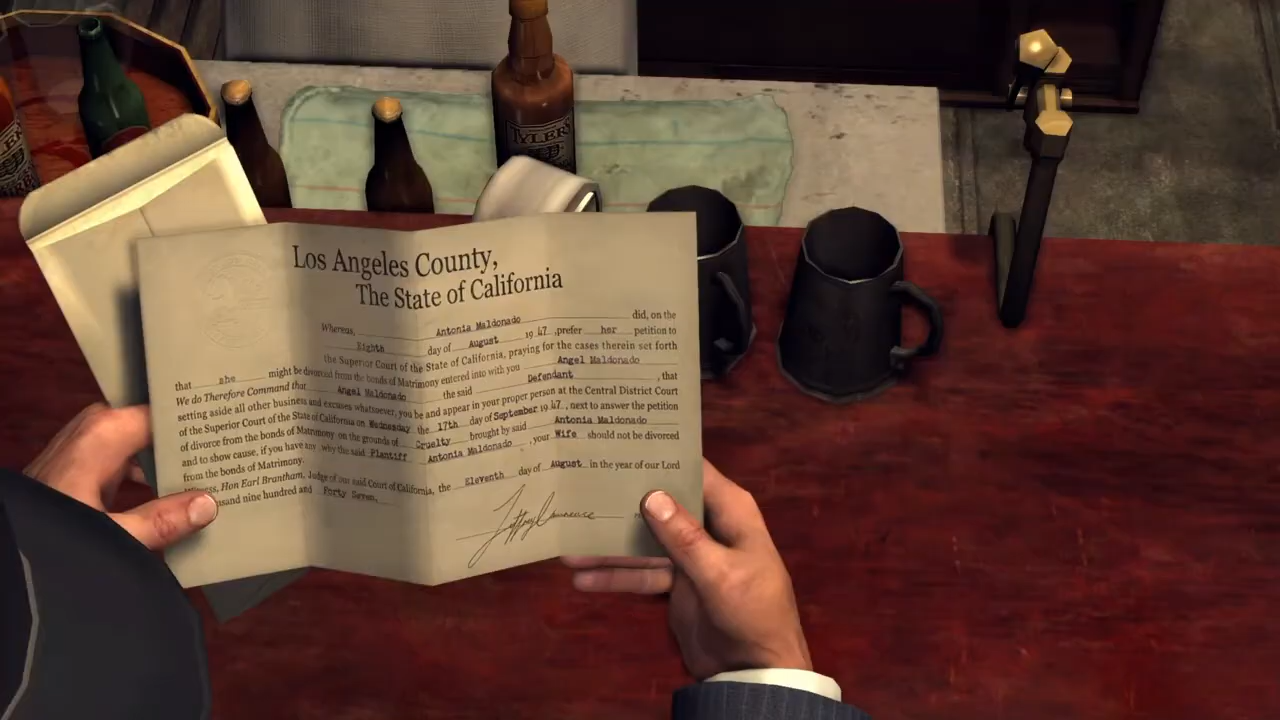 TYLER'S
Los Angeles County,
The State of California
Whereas, Antonia Maldonado did, on the
Eighth day of August 1947, prefer her petition to
the Superior Court of the State of California, praying for the cases therein set forth
that she might be divorced from the bonds of Matrimony entered into with you Angel Maldonado
We do Therefore Command that Angel Maldonado the said Defendant, that
setting aside all other business and excuses whatsoever, you be and appear in your proper person at the Central District Court
of the Superior Court of the State of California on Wednesday the 17th day of September 1947, next to answer the petition
of divorce from the bonds of Matrimony on the grounds of Cruelty brought by said Antonia Maldonado
and to show cause, if you have any, why the said Plantiff Antonia Maldonado, your Wife should not be divorced
from the bonds of Matrimony.
Witness, Hon Earl Brantham, Judge of our said Court of California, the Eleventh day of August in the year of our Lord
sand nine hundred and Forty Seven,
Jeffrey Lawrence